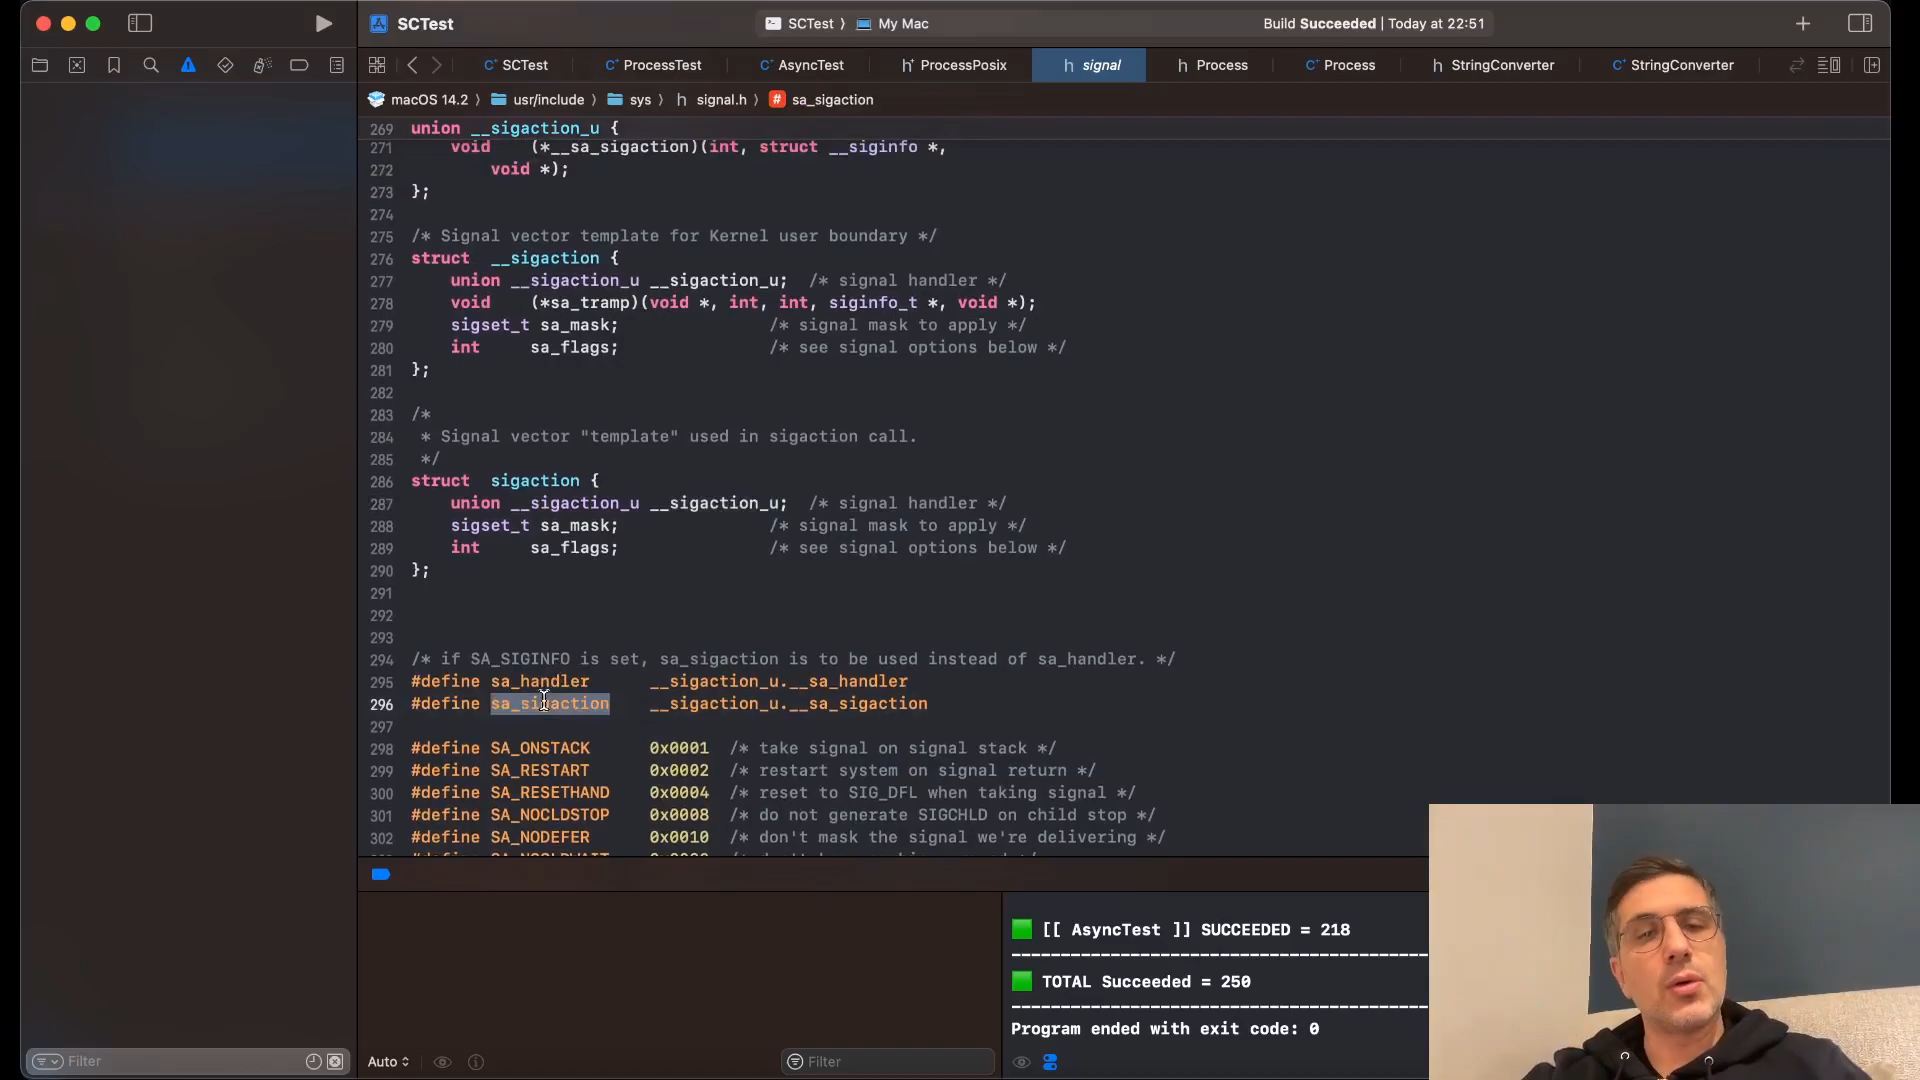 SCTest
SCTest
My Mac
Build Succeeded | Today at 22:51
SCTest
ProcessTest
AsyncTest
ProcessPosix
signal
Process
Process
StringConverter
StringConverter
macOS 14.2 usr/include sys signal.h sa_sigaction
269 union __sigaction_u {
271 void (*__sa_sigaction)(int, struct __siginfo *,
272 void *);
273 };
274
275 /* Signal vector template for Kernel user boundary */
276 struct __sigaction {
277 union __sigaction_u __sigaction_u; /* signal handler */
278 void (*sa_tramp)(void *, int, int, siginfo_t *, void *);
279 sigset_t sa_mask; /* signal mask to apply */
280 int sa_flags; /* see signal options below */
281 };
282
283 /*
284 * Signal vector "template" used in sigaction call.
285 */
286 struct sigaction {
287 union __sigaction_u __sigaction_u; /* signal handler */
288 sigset_t sa_mask; /* signal mask to apply */
289 int sa_flags; /* see signal options below */
290 };
291
292
293
294 /* if SA_SIGINFO is set, sa_sigaction is to be used instead of sa_handler. */
295 #define sa_handler __sigaction_u.__sa_handler
296 #define sa_sigaction __sigaction_u.__sa_sigaction
297
298 #define SA_ONSTACK 0x0001 /* take signal on signal stack */
299 #define SA_RESTART 0x0002 /* restart system on signal return */
300 #define SA_RESETHAND 0x0004 /* reset to SIG_DFL when taking signal */
301 #define SA_NOCLDSTOP 0x0008 /* do not generate SIGCHLD on child stop */
302 #define SA_NODEFER 0x0010 /* don't mask the signal we're delivering */
[[ AsyncTest ]] SUCCEEDED = 218
TOTAL Succeeded = 250
Program ended with exit code: 0
Filter
Auto
Filter